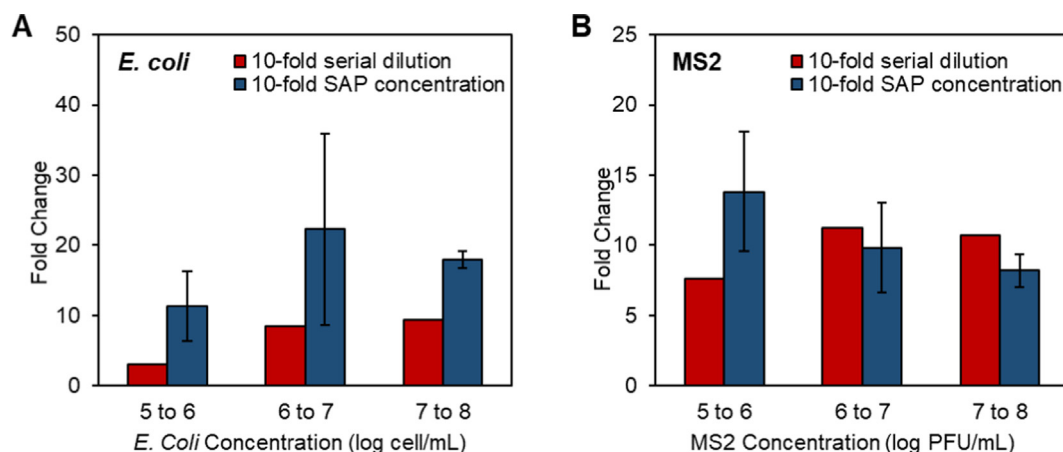 A
E. coli
10-fold serial dilution
10-fold SAP concentration
Fold Change
50
40
30
20
10
0
5 to 6
6 to 7
7 to 8
E. Coli Concentration (log cell/mL)
B
MS2
10-fold serial dilution
10-fold SAP concentration
Fold Change
25
20
15
10
5
0
5 to 6
6 to 7
7 to 8
MS2 Concentration (log PFU/mL)